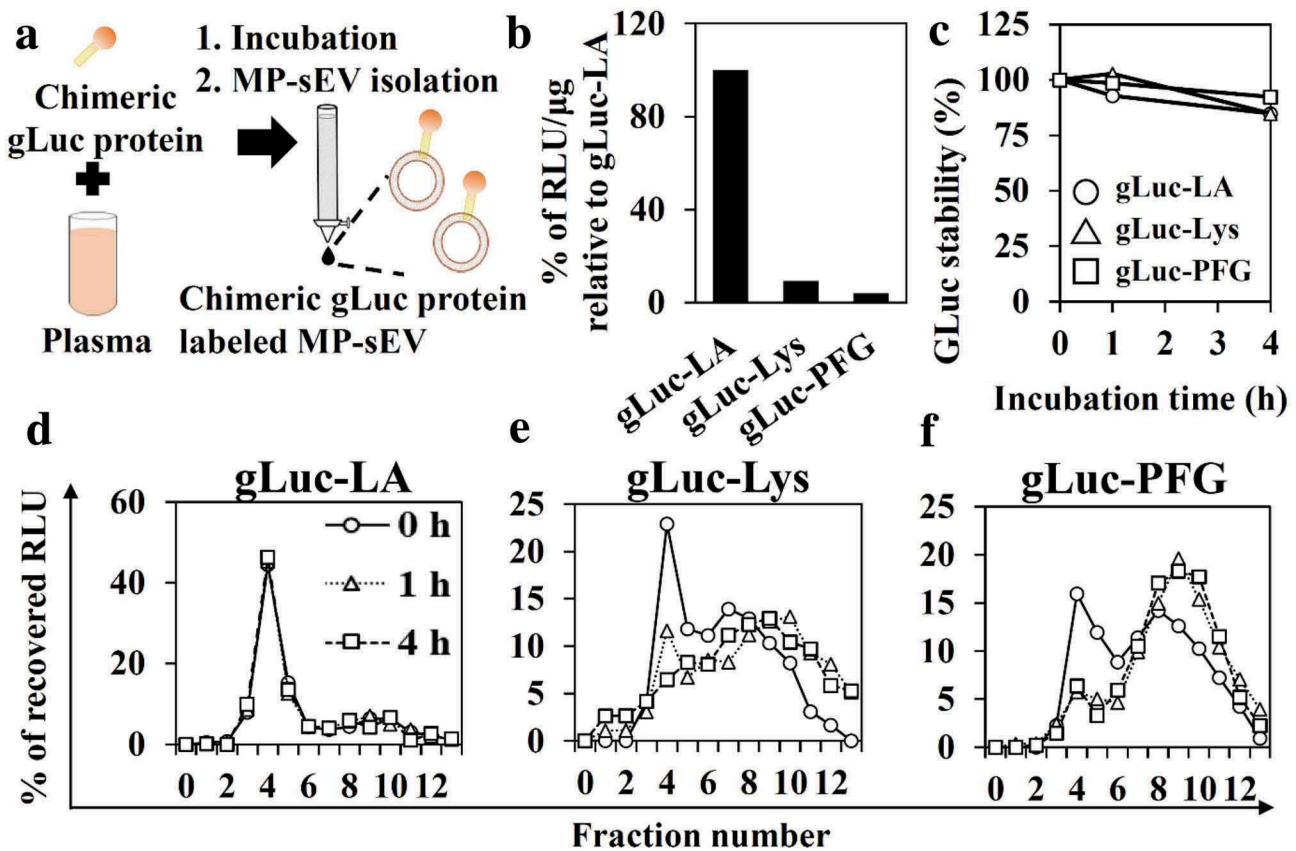 a
1. Incubation
2. MP-sEV isolation
Chimeric
gLuc protein
Plasma
Chimeric gLuc protein
labeled MP-sEV
b
% of RLU/µg
relative to gLuc-LA
120
80
40
0
gLuc-LA
gLuc-Lys
gLuc-PFG
c
GLuc stability (%)
125
100
75
50
25
0
gLuc-LA
gLuc-Lys
gLuc-PFG
0 1 2 3 4
Incubation time (h)
d
gLuc-LA
% of recovered RLU
60
40
20
0
0 h
1 h
4 h
0 2 4 6 8 10 12
e
gLuc-Lys
25
20
15
10
5
0
0 2 4 6 8 10 12
f
gLuc-PFG
25
20
15
10
5
0
0 2 4 6 8 10 12
Fraction number